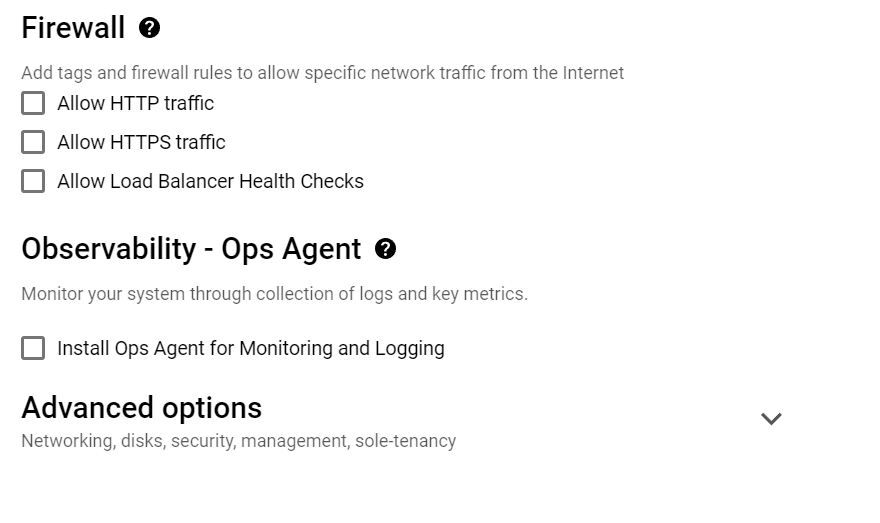 Firewall
Add tags and firewall rules to allow specific network traffic from the Internet
Allow HTTP traffic
Allow HTTPS traffic
Allow Load Balancer Health Checks
Observability - Ops Agent
Monitor your system through collection of logs and key metrics.
Install Ops Agent for Monitoring and Logging
Advanced options
Networking, disks, security, management, sole-tenancy